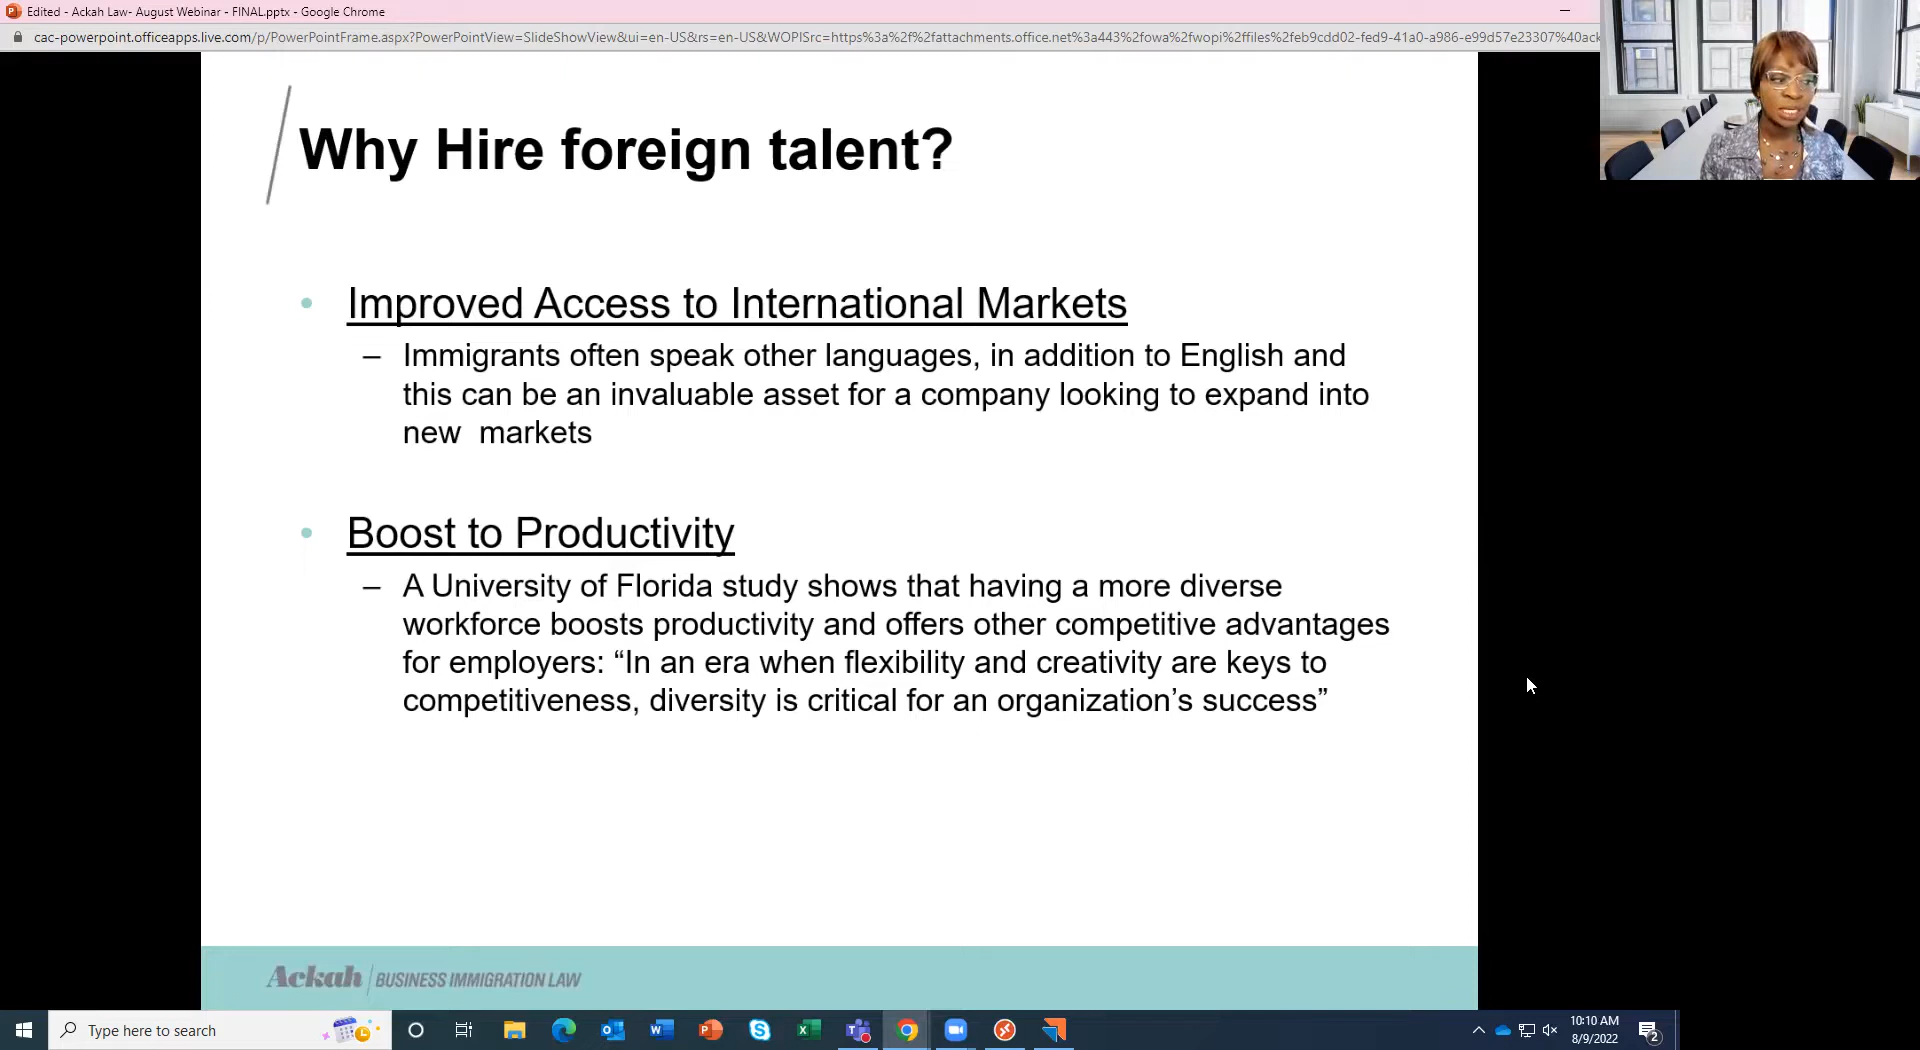 Edited - Ackah Law- August Webinar - FINAL.pptx - Google Chrome
cac-powerpoint.officeapps.live.com/p/PowerPointFrame.aspx?PowerPointView=SlideShowView&ui=en-US&rs=en-US&WOPISrc=https%3a%2f%2fattachments.office.net%3a443%2fowa%2fwopi%2ffiles%2feb9cdd02-fed9-41a0-a986-e99d57e23307%40ack
Why Hire foreign talent?
• Improved Access to International Markets
– Immigrants often speak other languages, in addition to English and
this can be an invaluable asset for a company looking to expand into
new  markets
• Boost to Productivity
– A University of Florida study shows that having a more diverse
workforce boosts productivity and offers other competitive advantages
for employers: “In an era when flexibility and creativity are keys to
competitiveness, diversity is critical for an organization’s success”
Ackah BUSINESS IMMIGRATION LAW
Type here to search
10:10 AM
8/9/2022
2